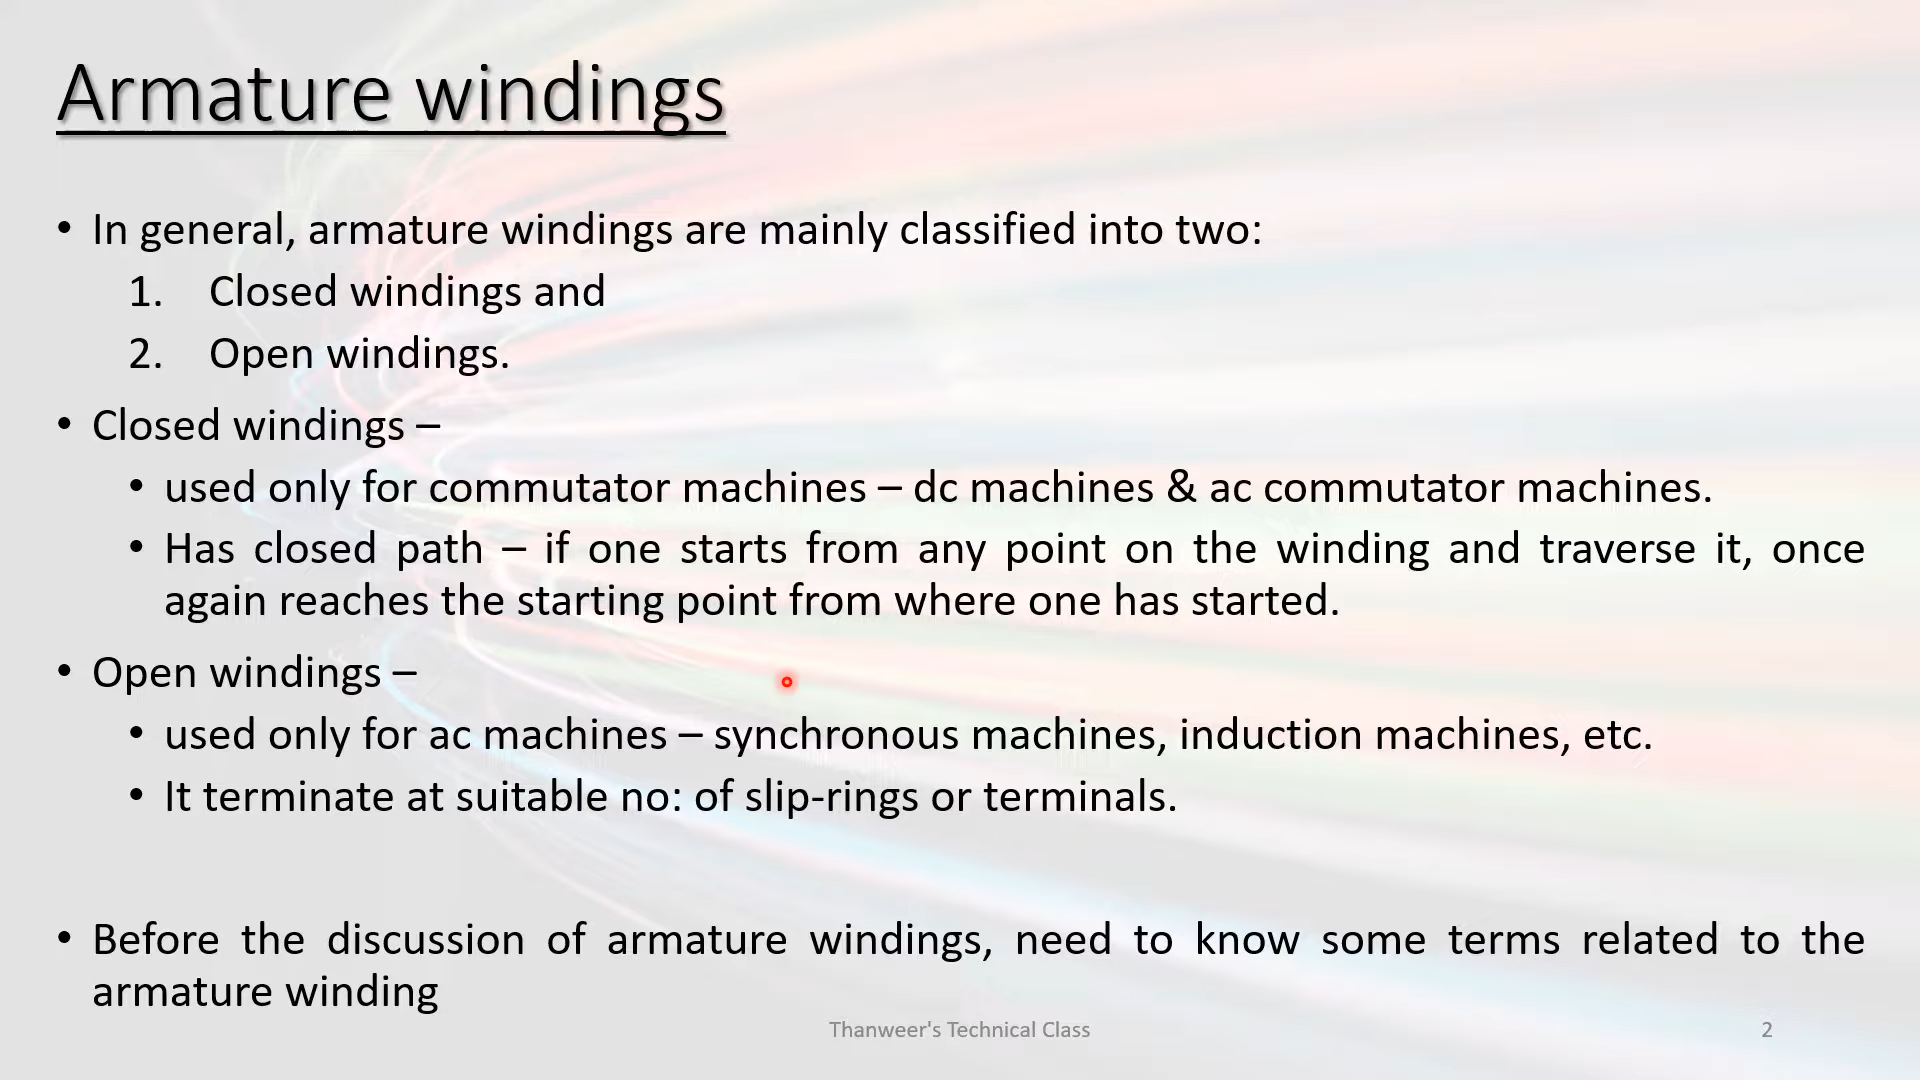 Armature windings
• In general, armature windings are mainly classified into two:
1. Closed windings and
2. Open windings.
• Closed windings –
• used only for commutator machines – dc machines & ac commutator machines.
• Has closed path – if one starts from any point on the winding and traverse it, once
again reaches the starting point from where one has started.
• Open windings –
• used only for ac machines – synchronous machines, induction machines, etc.
• It terminate at suitable no: of slip-rings or terminals.
• Before the discussion of armature windings, need to know some terms related to the
armature winding
Thanweer's Technical Class
2